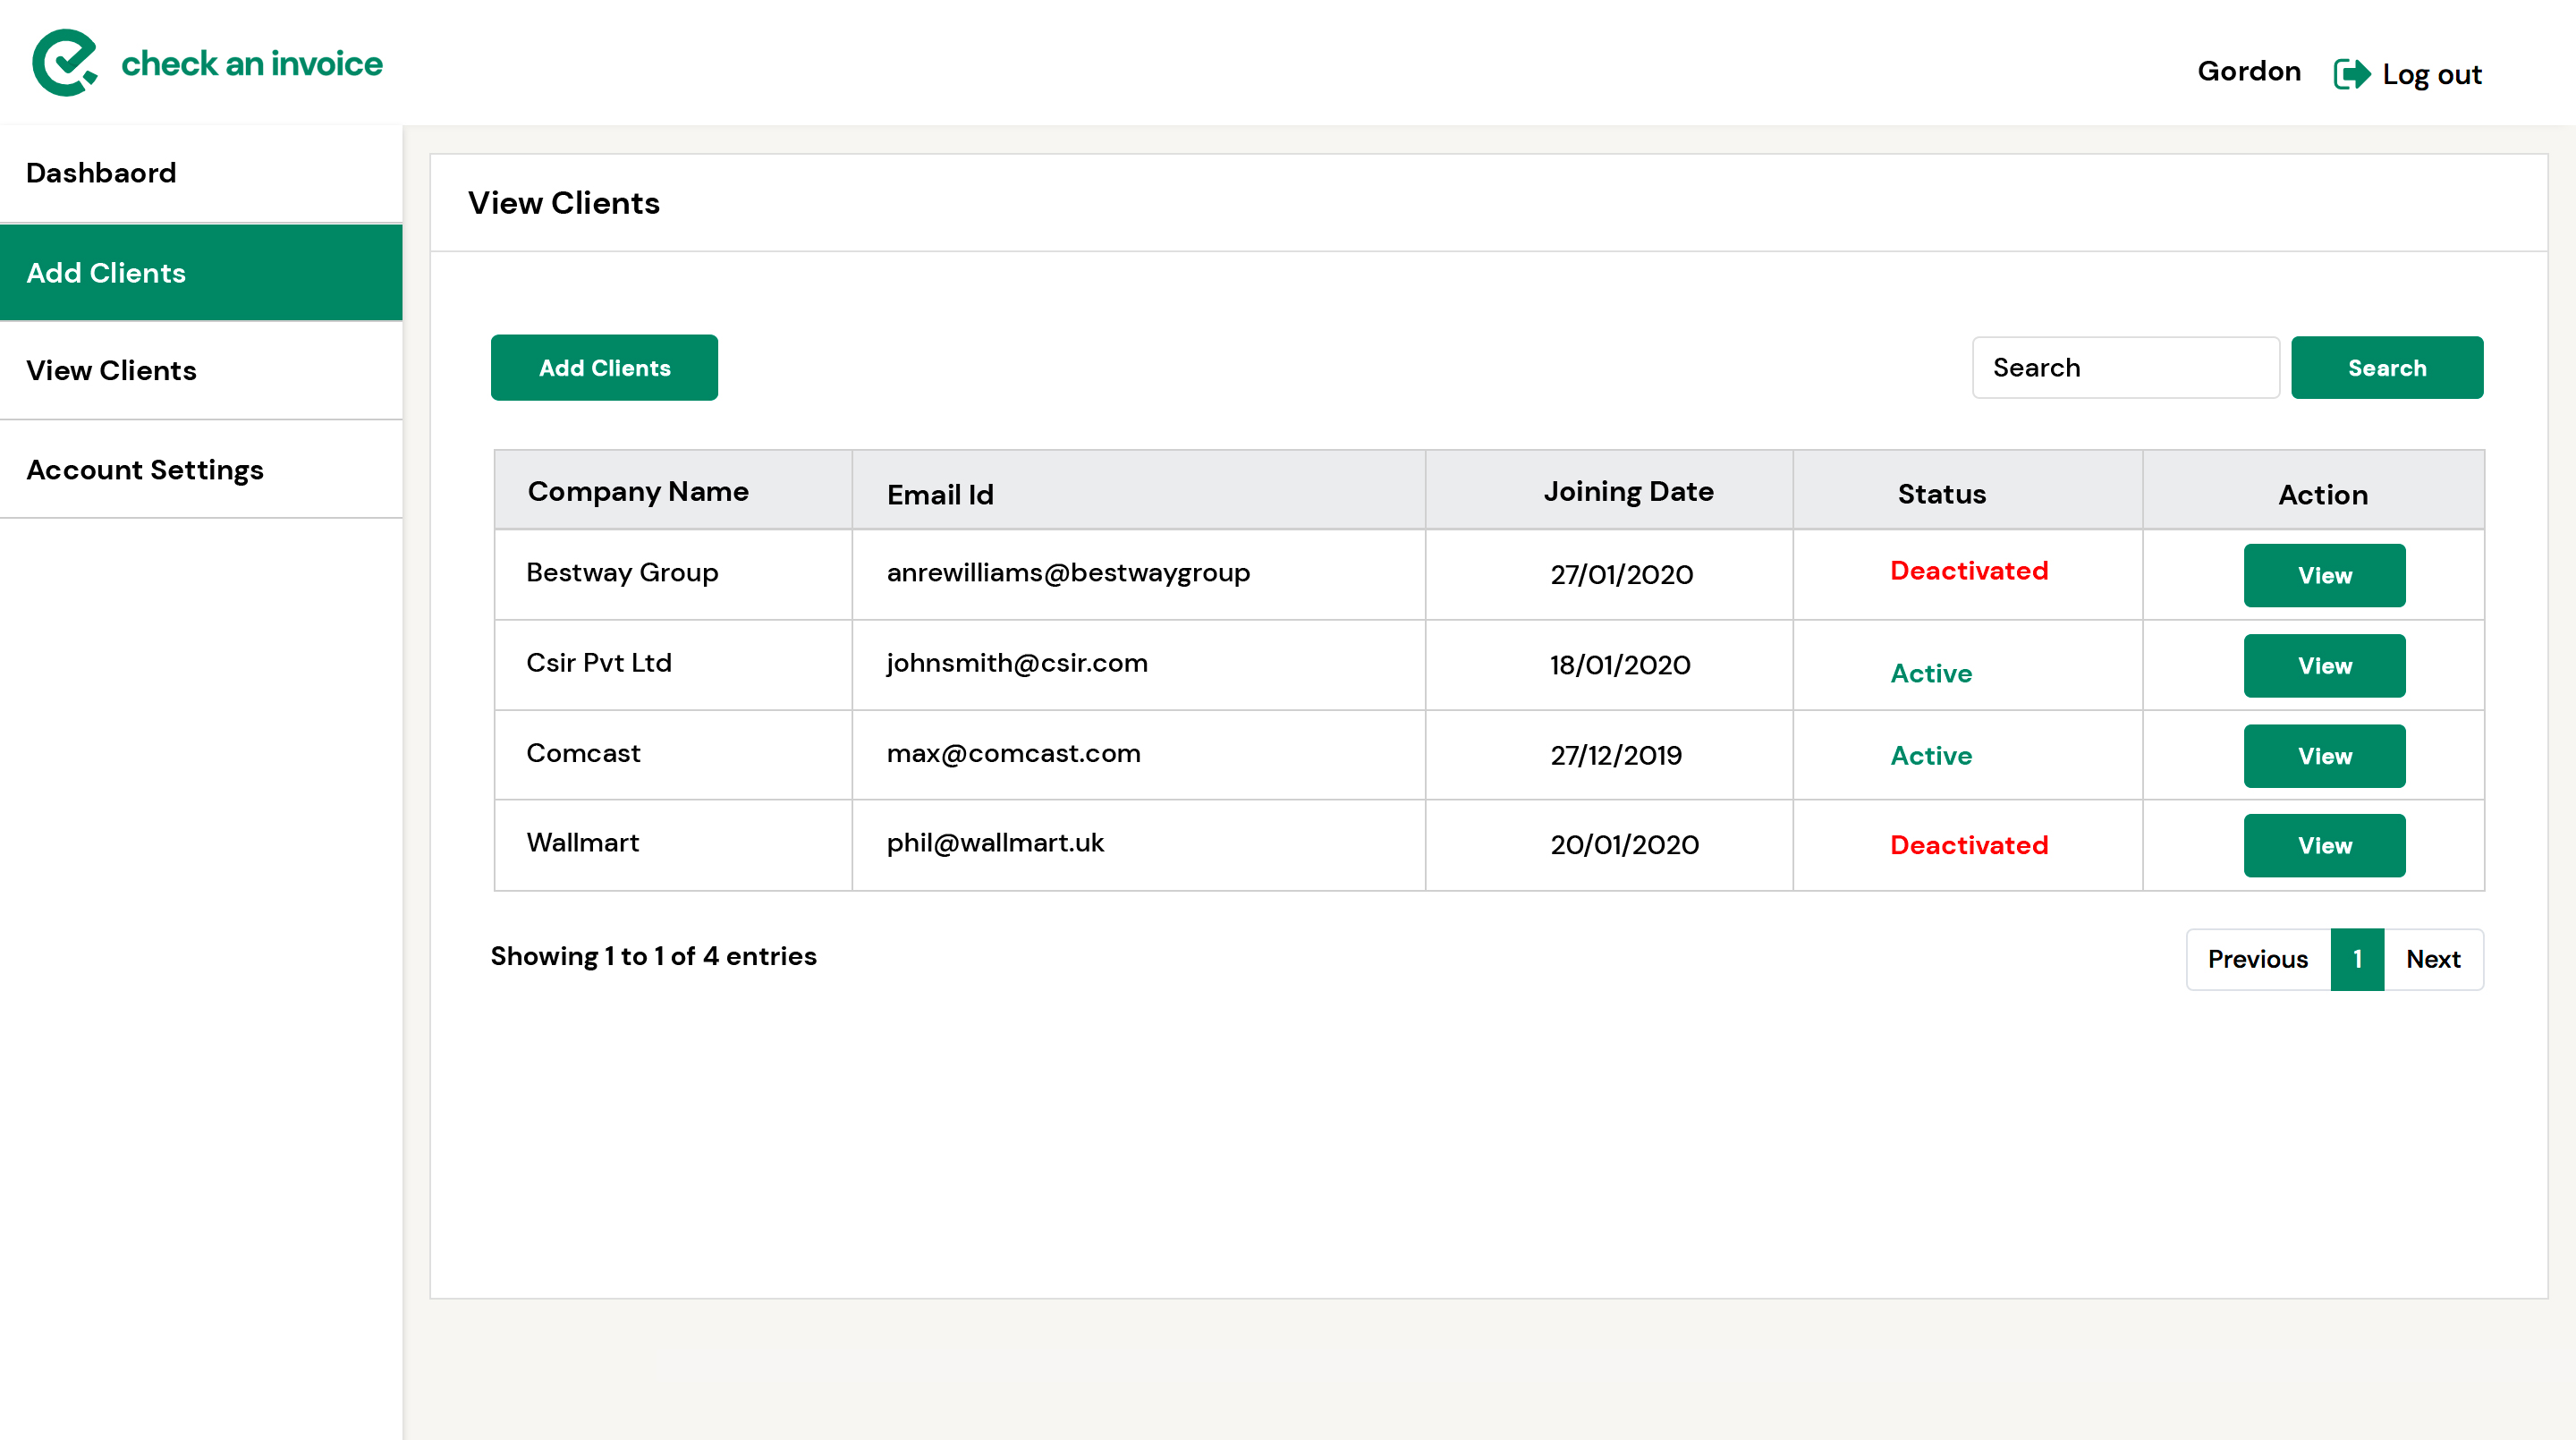 check an invoice
Gordon
Log out
Dashbaord
Add Clients
View Clients
Account Settings
View Clients
Add Clients
Search
Search
Company Name
Email Id
Joining Date
Status
Action
Bestway Group
anrewilliams@bestwaygroup
27/01/2020
Deactivated
View
Csir Pvt Ltd
johnsmith@csir.com
18/01/2020
Active
View
Comcast
max@comcast.com
27/12/2019
Active
View
Wallmart
phil@wallmart.uk
20/01/2020
Deactivated
View
Showing 1 to 1 of 4 entries
Previous
1
Next